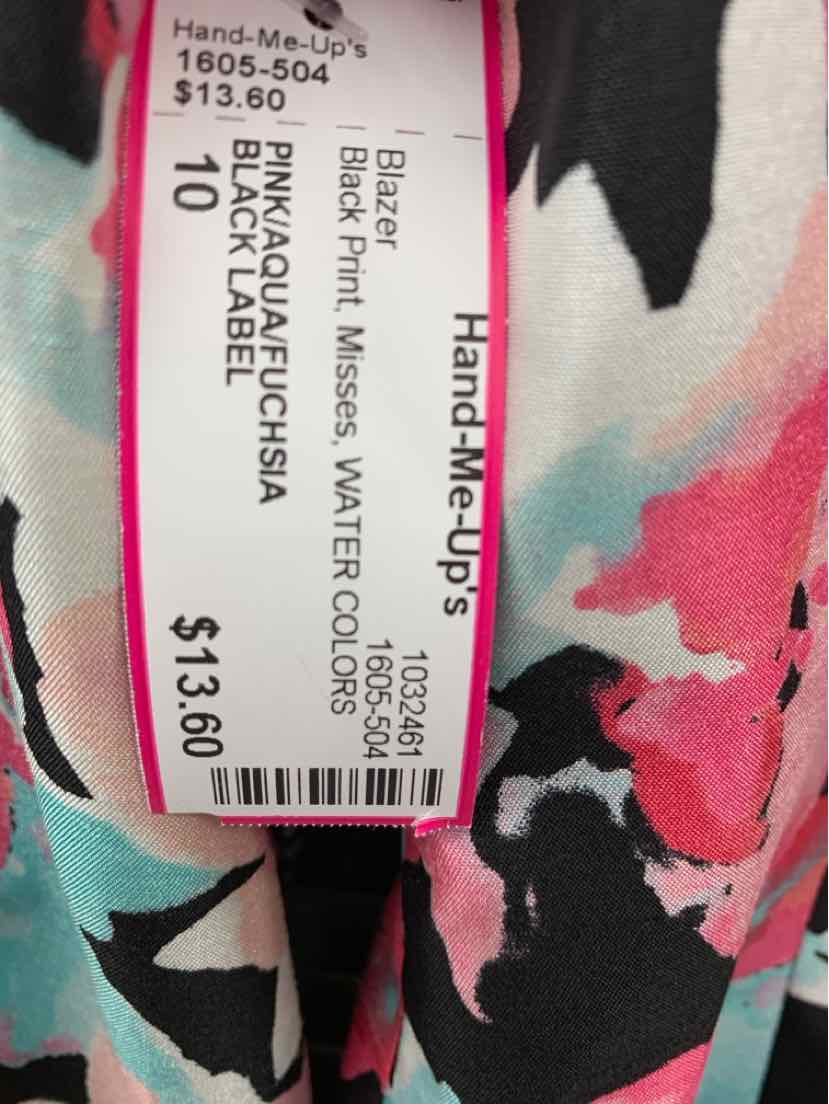 Hand-Me-Up's
1605-504
$13.60
Hand-Me-Up's
1032461
Blazer 1605-504
Black Print, Misses, WATER COLORS
PINK/AQUA/FUCHSIA
BLACK LABEL
10 $13.60